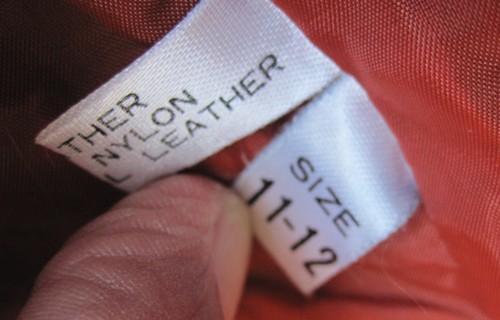 THER
NYLON
L LEATHER
SIZE
11-12